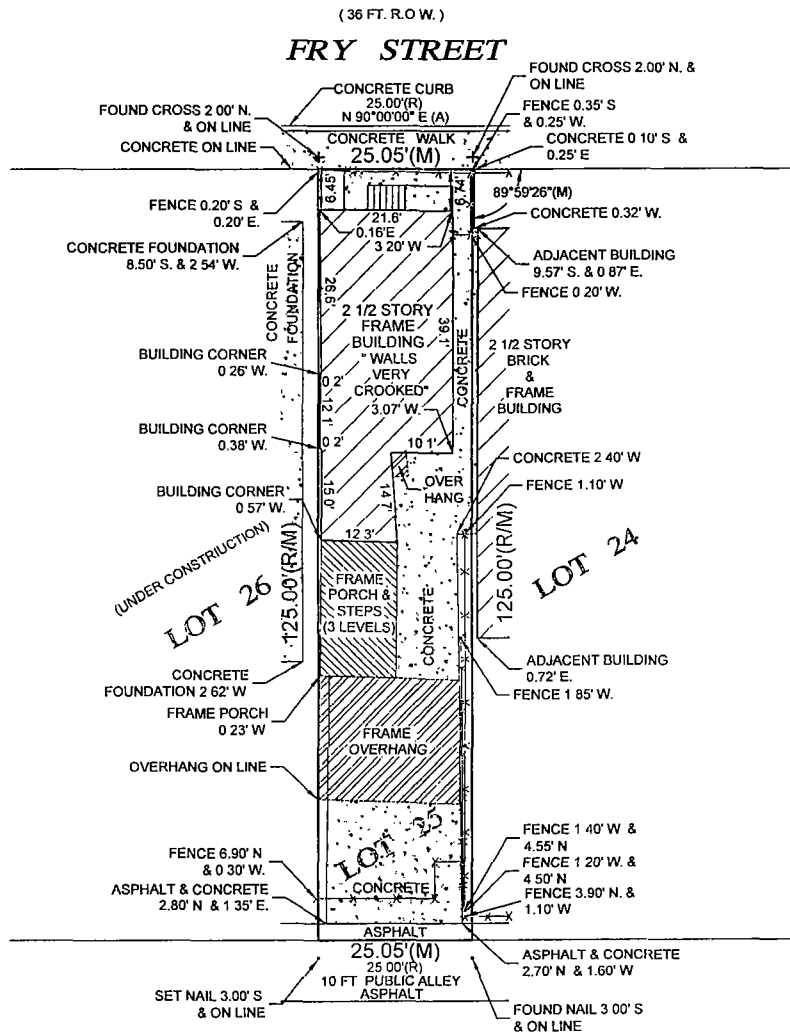 ( 36 FT. R.O W. )
FRY STREET
CONCRETE CURB
25.00'(R)
N 90°00'00" E (A)
CONCRETE WALK
25.05'(M)
FOUND CROSS 2 00' N.
& ON LINE
CONCRETE ON LINE
FOUND CROSS 2.00' N. &
ON LINE
FENCE 0.35' S
& 0.25' W.
CONCRETE 0 10' S &
0.25' E
89°59'26"(M)
6.45'
6.74'
FENCE 0.20' S &
0.20' E.
21.6'
0.16'E
3 20' W
CONCRETE 0.32' W.
CONCRETE FOUNDATION
8.50' S. & 2 54' W.
ADJACENT BUILDING
9.57' S. & 0 87' E.
FENCE 0 20' W.
CONCRETE
FOUNDATION
26.6'
2 1/2 STORY
FRAME
BUILDING
" WALLS
VERY
CROOKED"
3.07' W.
39.1'
CONCRETE
2 1/2 STORY
BRICK
&
FRAME
BUILDING
BUILDING CORNER
0 26' W.
0 2'
12 1'
BUILDING CORNER
0.38' W.
0 2'
10 1'
OVER
HANG
CONCRETE 2 40' W
FENCE 1.10' W
BUILDING CORNER
0 57' W.
15.0'
14.7'
12 3'
(UNDER CONSTRIUCTION)
LOT 26
125.00'(R/M)
FRAME
PORCH &
STEPS
(3 LEVELS)
CONCRETE
125.00'(R/M)
LOT 24
CONCRETE
FOUNDATION 2 62' W
ADJACENT BUILDING
0.72' E.
FENCE 1 85' W.
FRAME PORCH
0 23' W
FRAME
OVERHANG
OVERHANG ON LINE
LOT 25
FENCE 6.90' N
& 0 30' W.
CONCRETE
FENCE 1 40' W &
4.55' N
FENCE 1 20' W. &
4 50' N
FENCE 3.90' N. &
1.10' W
ASPHALT & CONCRETE
2.80' N & 1 35' E.
ASPHALT
25.05'(M)
25 00'(R)
10 FT PUBLIC ALLEY
ASPHALT
ASPHALT & CONCRETE
2.70' N & 1.60' W
SET NAIL 3.00' S
& ON LINE
FOUND NAIL 3 00' S
& ON LINE